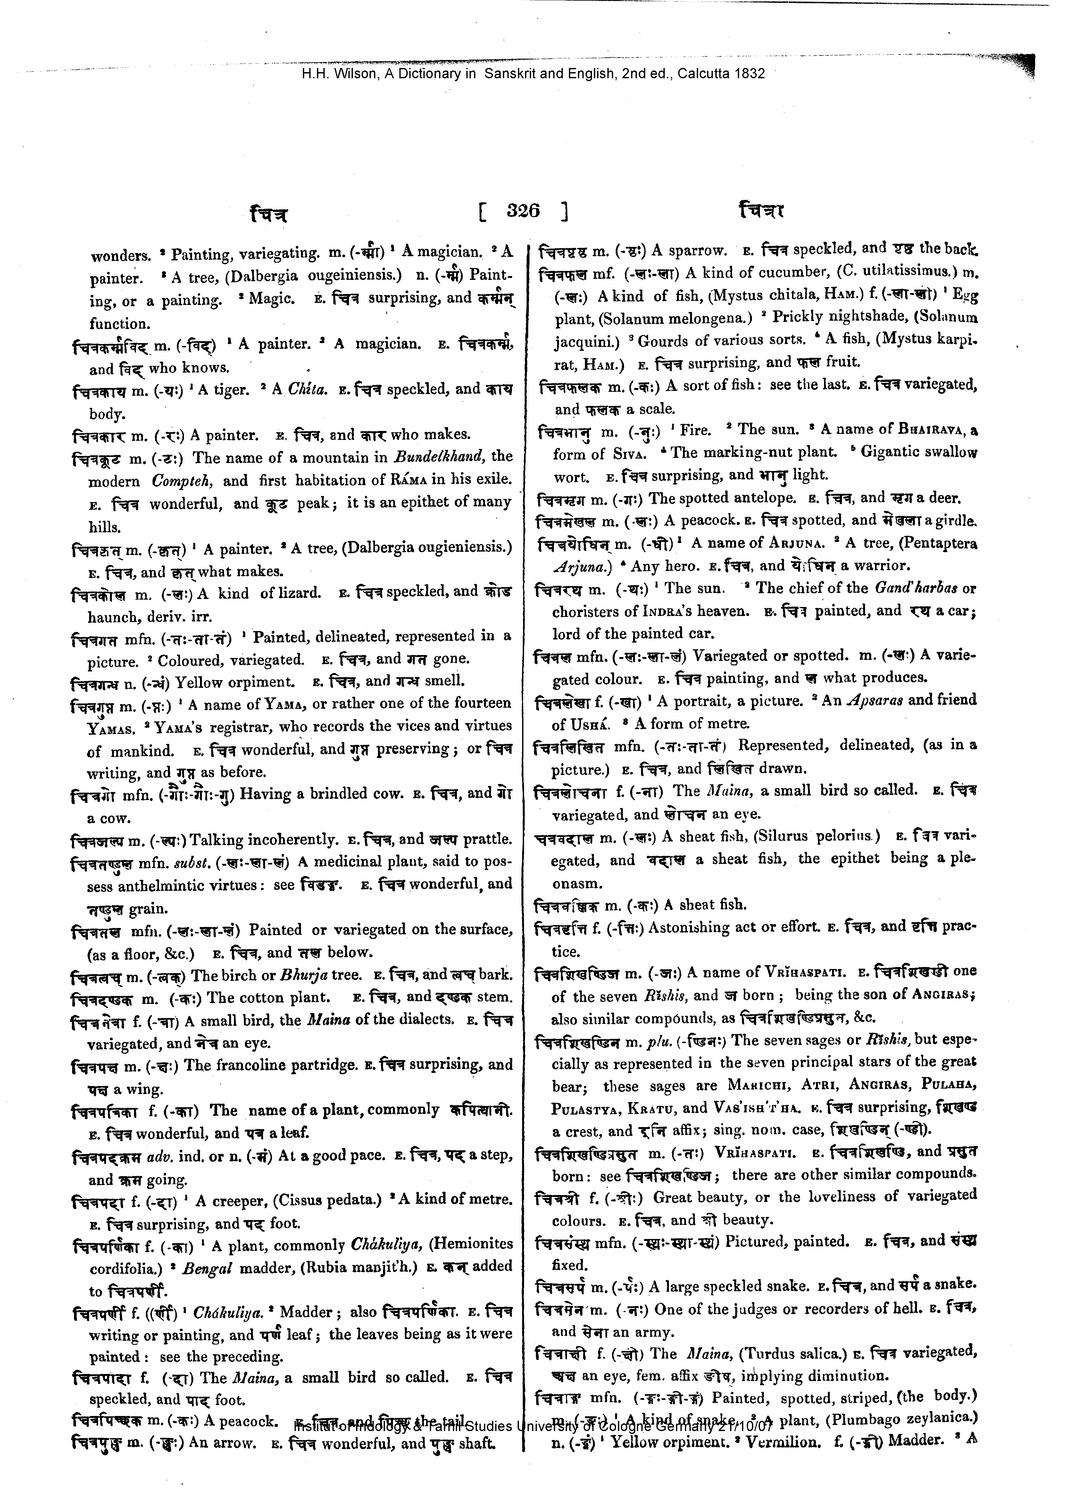 H.H. Wilson, A Dictionary in Sanskrit and English, 2nd ed., Calcutta 1832
चित्र [ 326 ] चित्रा
wonders. ² Painting, variegating. m. (-र्म्मा) ¹ A magician. ² A
painter. ³ A tree, (Dalbergia ougeiniensis.) n. (-र्म्म) Paint-
ing, or a painting. ² Magic. E. चित्र surprising, and कर्म्मन्
function.
चित्रकर्म्मविद् m. (-विद्) ¹ A painter. ² A magician. E. चित्रकर्म्म,
and विद् who knows.
चित्रकाय m. (-यः) ¹ A tiger. ² A Chíta. E. चित्र speckled, and काय
body.
चित्रकार m. (-रः) A painter. E. चित्र, and कार who makes.
चित्रकूट m. (-टः) The name of a mountain in Bundelkhand, the
modern Compteh, and first habitation of RÁMA in his exile.
E. चित्र wonderful, and कूट peak; it is an epithet of many
hills.
चित्रकृत् m. (-कृत्) ¹ A painter. ² A tree, (Dalbergia ougieniensis.)
E. चित्र, and कृत् what makes.
चित्रकोल m. (-लः) A kind of lizard. E. चित्र speckled, and क्रोड
haunch, deriv. irr.
चित्रगत mfn. (-तः-ता-तं) ¹ Painted, delineated, represented in a
picture. ² Coloured, variegated. E. चित्र, and गत gone.
चित्रगन्ध n. (-न्धं) Yellow orpiment. E. चित्र, and गन्ध smell.
चित्रगुप्त m. (-प्तः) ¹ A name of YAMA, or rather one of the fourteen
YAMAS. ² YAMA'S registrar, who records the vices and virtues
of mankind. E. चित्र wonderful, and गुप्त preserving; or चित्र
writing, and गुप्त as before.
चित्रगो mfn. (-गौः-गौः-गु) Having a brindled cow. E. चित्र, and गो
a cow.
चित्रजल्प m. (-ल्पः) Talking incoherently. E. चित्र, and जल्प prattle.
चित्रतण्डुल mfn. subst. (-लः-ला-लं) A medicinal plant, said to pos-
sess anthelmintic virtues: see विडङ्ग. E. चित्र wonderful, and
तण्डुल grain.
चित्रतल mfn. (-लः-ला-लं) Painted or variegated on the surface,
(as a floor, &c.) E. चित्र, and तल below.
चित्रत्वच् m. (-त्वक्) The birch or Bhurja tree. E. चित्र, and त्वच् bark.
चित्रदण्डक m. (-कः) The cotton plant. E. चित्र, and दण्डक stem.
चित्रनेत्रा f. (-त्रा) A small bird, the Maina of the dialects. E. चित्र
variegated, and नेत्र an eye.
चित्रपक्ष m. (-क्षः) The francoline partridge. E. चित्र surprising, and
पक्ष a wing.
चित्रपत्रिका f. (-का) The name of a plant, commonly कपित्यानी.
E. चित्र wonderful, and पत्र a leaf.
चित्रपदक्रम adv. ind. or n. (-मं) At a good pace. E. चित्र, पद a step,
and क्रम going.
चित्रपदा f. (-दा) ¹ A creeper, (Cissus pedata.) ² A kind of metre.
E. चित्र surprising, and पद foot.
चित्रपर्णिका f. (-का) ¹ A plant, commonly Chákuliya, (Hemionites
cordifolia.) ² Bengal madder, (Rubia manjit'h.) E. कन् added
to चित्रपर्णी.
चित्रपर्णी f. ((र्णी) ¹ Chákuliya. ² Madder; also चित्रपर्णिका. E. चित्र
writing or painting, and पर्ण leaf; the leaves being as it were
painted: see the preceding.
चित्रपादा f. (-दा) The Maina, a small bird so called. E. चित्र
speckled, and पाद foot.
चित्रपिच्छक m. (-कः) A peacock. E. चित्र, and पिच्छ the tail.
चित्रपुङ्ख m. (-ङ्खः) An arrow. E. चित्र wonderful, and पुङ्ख shaft.
चित्रपृष्ठ m. (-ष्ठः) A sparrow. E. चित्र speckled, and पृष्ठ the back.
चित्रफल mf. (-लः-ला) A kind of cucumber, (C. utilatissimus.) m.
(-लः) A kind of fish, (Mystus chitala, HAM.) f. (-ला-ली) ¹ Egg
plant, (Solanum melongena.) ² Prickly nightshade, (Solanum
jacquini.) ³ Gourds of various sorts. ⁴ A fish, (Mystus karpi-
rat, HAM.) E. चित्र surprising, and फल fruit.
चित्रफलक m. (-कः) A sort of fish: see the last. E. चित्र variegated,
and फलक a scale.
चित्रभानु m. (-नुः) ¹ Fire. ² The sun. ³ A name of BHAIRAVA, a
form of SIVA. ⁴ The marking-nut plant. ⁵ Gigantic swallow
wort. E. चित्र surprising, and भानु light.
चित्रमृग m. (-गः) The spotted antelope. E. चित्र, and मृग a deer.
चित्रमेखल m. (-लः) A peacock. E. चित्र spotted, and मेखला a girdle.
चित्रयोधिन् m. (-धी) ¹ A name of ARJUNA. ² A tree, (Pentaptera
Arjuna.) ³ Any hero. E. चित्र, and योधिन् a warrior.
चित्ररथ m. (-थः) ¹ The sun. ² The chief of the Gand'harbas or
choristers of INDRA'S heaven. E. चित्र painted, and रथ a car;
lord of the painted car.
चित्रल mfn. (-लः-ला-लं) Variegated or spotted. m. (-लः) A varie-
gated colour. E. चित्र painting, and ल what produces.
चित्रलेखा f. (-खा) ¹ A portrait, a picture. ² An Apsaras and friend
of USHÁ. ³ A form of metre.
चित्रलिखित mfn. (-तः-ता-तं) Represented, delineated, (as in a
picture.) E. चित्र, and लिखित drawn.
चित्रलोचना f. (-ना) The Maina, a small bird so called. E. चित्र
variegated, and लोचन an eye.
चत्रवदाल m. (-लः) A sheat fish, (Silurus pelorius.) E. चित्र vari-
egated, and वदाल a sheat fish, the epithet being a ple-
onasm.
m. (-कः) A sheat fish.
चित्रवृत्ति f. (-त्तिः) Astonishing act or effort. E. चित्र, and वृत्ति prac-
tice.
चित्रशिखण्डिज m. (-जः) A name of VRĬHASPATI. E. चित्रशिखण्डी one
of the seven Rĭshis, and ज born; being the son of ANGIRAS;
also similar compounds, as चित्रशिखण्डिप्रसुत, &c.
चित्रशिखण्डिन् m. plu. (-ण्डिनः) The seven sages or Rĭshis, but espe-
cially as represented in the seven principal stars of the great
bear; these sages are MARICHI, ATRI, ANGIRAS, PULAHA,
PULASTYA, KRATU, and VAS'ISH'T'HA. E. चित्र surprising, शिखण्ड
a crest, and इनि affix; sing. nom. case, शिखण्डिन् (-ण्डी).
चित्रशिखण्डिप्रसुत m. (-तः) VRĬHASPATI. E. चित्रशिखण्डि, and प्रसुत
born: see चित्रशिखण्डिज; there are other similar compounds.
चित्रश्री f. (-श्रीः) Great beauty, or the loveliness of variegated
colours. E. चित्र, and श्री beauty.
चित्रसंस्थ mfn. (-स्थः-स्था-स्थं) Pictured, painted. E. चित्र, and संस्थ
fixed.
चित्रसर्प m. (-र्पः) A large speckled snake. E. चित्र, and सर्प a snake.
चित्रसेन m. (-नः) One of the judges or recorders of hell. E. चित्र,
and सेना an army.
चित्राक्षी f. (-क्षी) The Maina, (Turdus salica.) E. चित्र variegated,
अक्ष an eye, fem. affix ङीष्, implying diminution.
चित्राङ्ग mfn. (-ङ्गः-ङ्गी-ङ्गं) Painted, spotted, striped, (the body.)
m. (-ङ्गः) ¹ A kind of snake. ² A plant, (Plumbago zeylanica.)
n. (-ङ्गं) ¹ Yellow orpiment. ² Vermilion. f. (-ङ्गी) Madder. ² A
Institut of Indology & Tamil Studies University of Cologne Germany 21/10/07